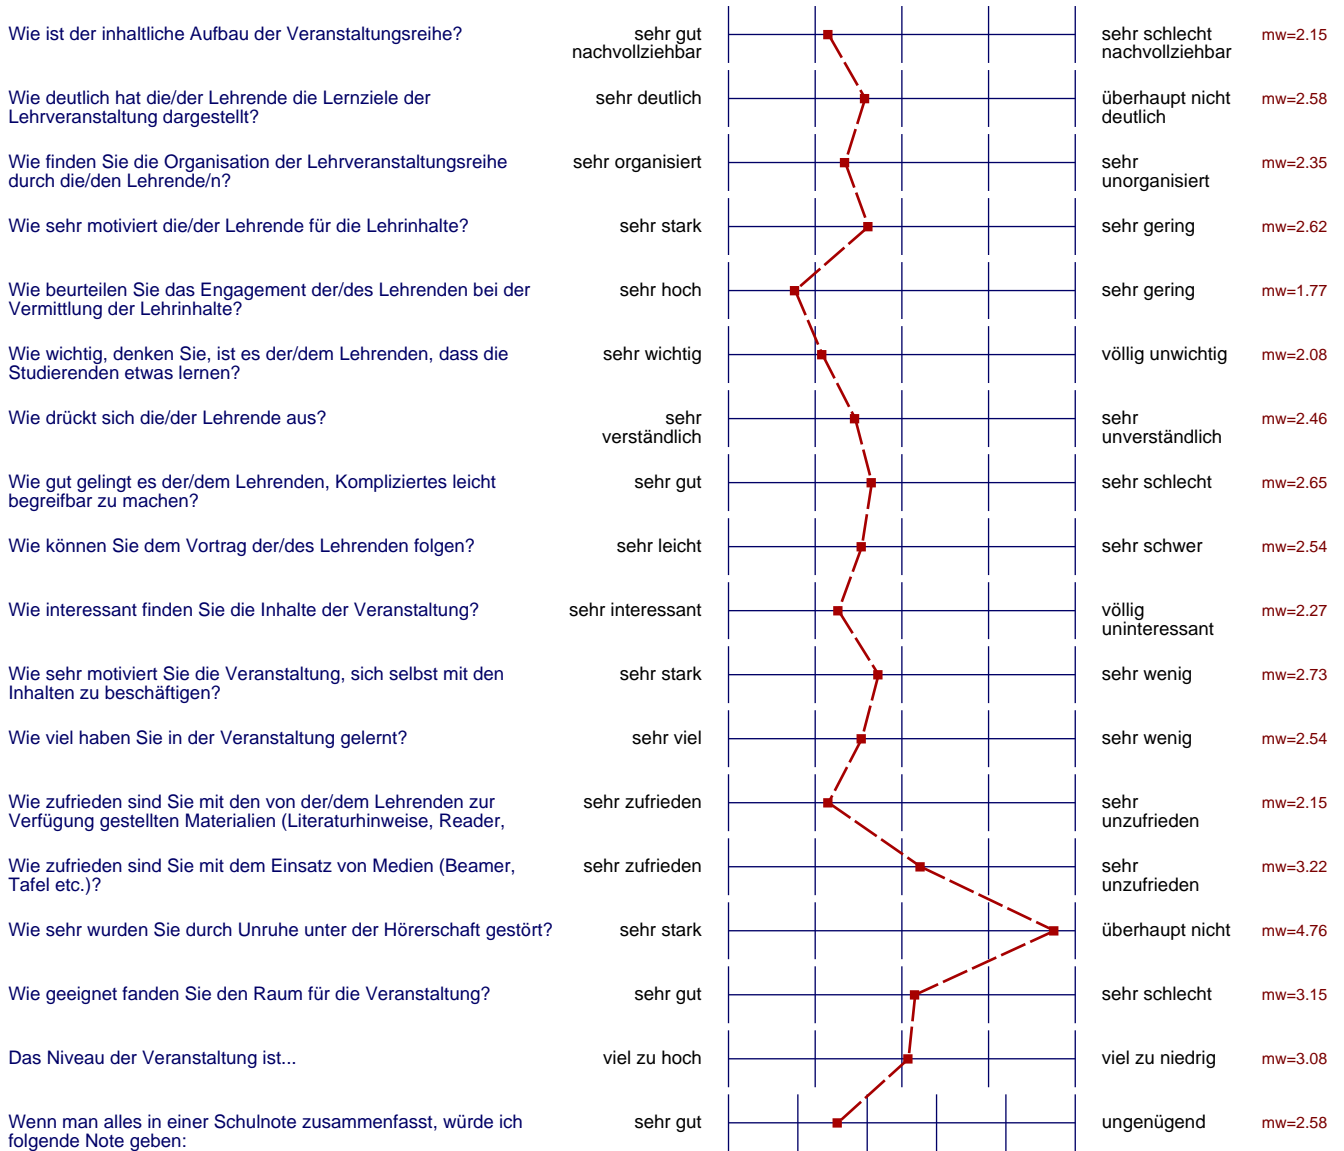 Wie ist der inhaltliche Aufbau der Veranstaltungsreihe? sehr gut sehr schlecht mw=2.15
nachvollziehbar nachvollziehbar
Wie deutlich hat die/der Lehrende die Lernziele der sehr deutlich überhaupt nicht mw=2.58
Lehrveranstaltung dargestellt? deutlich
Wie finden Sie die Organisation der Lehrveranstaltungsreihe sehr organisiert sehr mw=2.35
durch die/den Lehrende/n? unorganisiert
Wie sehr motiviert die/der Lehrende für die Lehrinhalte? sehr stark sehr gering mw=2.62
Wie beurteilen Sie das Engagement der/des Lehrenden bei der sehr hoch sehr gering mw=1.77
Vermittlung der Lehrinhalte?
Wie wichtig, denken Sie, ist es der/dem Lehrenden, dass die sehr wichtig völlig unwichtig mw=2.08
Studierenden etwas lernen?
Wie drückt sich die/der Lehrende aus? sehr sehr mw=2.46
verständlich unverständlich
Wie gut gelingt es der/dem Lehrenden, Kompliziertes leicht sehr gut sehr schlecht mw=2.65
begreifbar zu machen?
Wie können Sie dem Vortrag der/des Lehrenden folgen? sehr leicht sehr schwer mw=2.54
Wie interessant finden Sie die Inhalte der Veranstaltung? sehr interessant völlig mw=2.27
uninteressant
Wie sehr motiviert Sie die Veranstaltung, sich selbst mit den sehr stark sehr wenig mw=2.73
Inhalten zu beschäftigen?
Wie viel haben Sie in der Veranstaltung gelernt? sehr viel sehr wenig mw=2.54
Wie zufrieden sind Sie mit den von der/dem Lehrenden zur sehr zufrieden sehr mw=2.15
Verfügung gestellten Materialien (Literaturhinweise, Reader, unzufrieden
Wie zufrieden sind Sie mit dem Einsatz von Medien (Beamer, sehr zufrieden sehr mw=3.22
Tafel etc.)? unzufrieden
Wie sehr wurden Sie durch Unruhe unter der Hörerschaft gestört? sehr stark überhaupt nicht mw=4.76
Wie geeignet fanden Sie den Raum für die Veranstaltung? sehr gut sehr schlecht mw=3.15
Das Niveau der Veranstaltung ist... viel zu hoch viel zu niedrig mw=3.08
Wenn man alles in einer Schulnote zusammenfasst, würde ich sehr gut ungenügend mw=2.58
folgende Note geben: